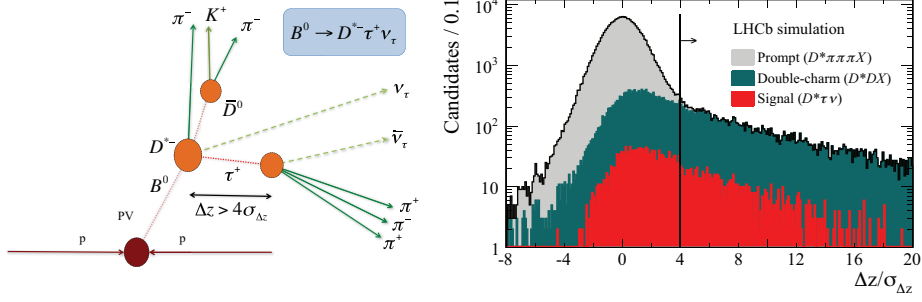 π⁻
K⁺
π⁻
B⁰ → D*⁻ τ⁺ ν_τ
D̄⁰
ν_τ
ν̄_τ
D*⁻
B⁰
τ⁺
Δz > 4σ_Δz
π⁺
π⁻
π⁺
PV
p
p
Candidates / 0.1
10⁴
10³
10²
10
1
LHCb simulation
Prompt (D*πππX)
Double-charm (D*DX)
Signal (D*τν)
-8
-4
0
4
8
12
16
20
Δz/σ_Δz